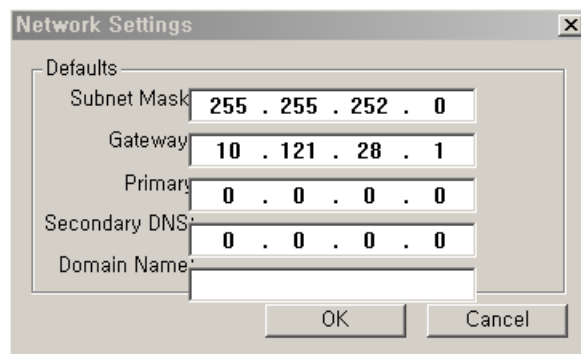 Network Settings
Defaults
Subnet Mask 255 . 255 . 252 . 0
Gateway 10 . 121 . 28 . 1
Primary 0 . 0 . 0 . 0
Secondary DNS: 0 . 0 . 0 . 0
Domain Name:
OK Cancel